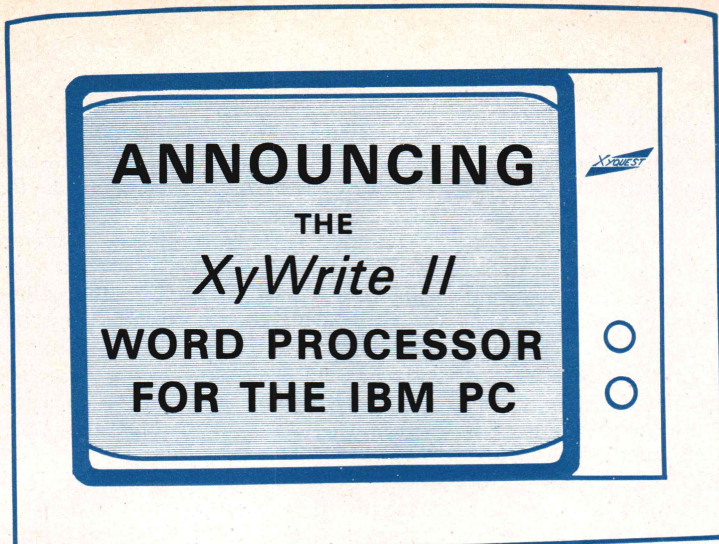 ANNOUNCING
THE
XyWrite II
WORD PROCESSOR
FOR THE IBM PC
XYQUEST